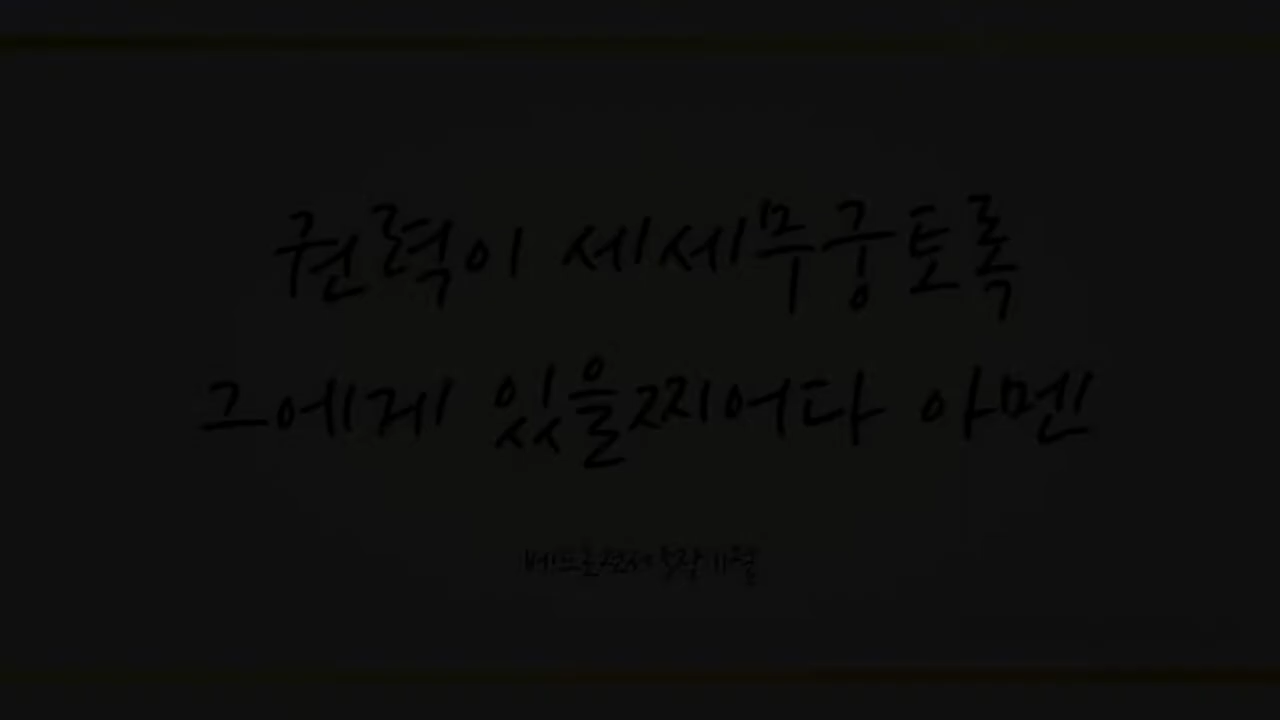 권력이 세세무궁토록
그에게 있을찌어다 아멘
베드로전서 5장 11절